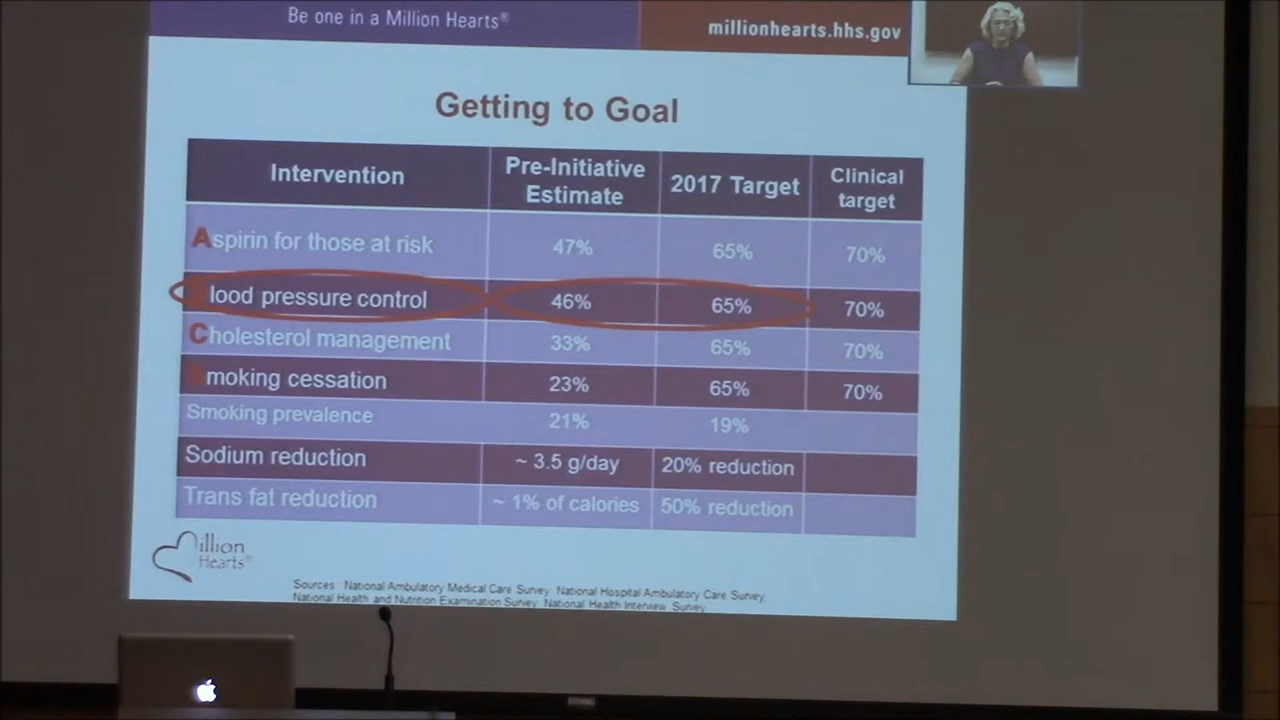 Be one in a Million Hearts®
millionhearts.hhs.gov
Getting to Goal
Intervention
Pre-Initiative
Estimate
2017 Target
Clinical
target
Aspirin for those at risk
47%
65%
70%
Blood pressure control
46%
65%
70%
Cholesterol management
33%
65%
70%
Smoking cessation
23%
65%
70%
Smoking prevalence
21%
19%
Sodium reduction
~ 3.5 g/day
20% reduction
Trans fat reduction
~ 1% of calories
50% reduction
Million
Hearts®
Sources: National Ambulatory Medical Care Survey, National Hospital Ambulatory Care Survey,
National Health and Nutrition Examination Survey, National Health Interview Survey